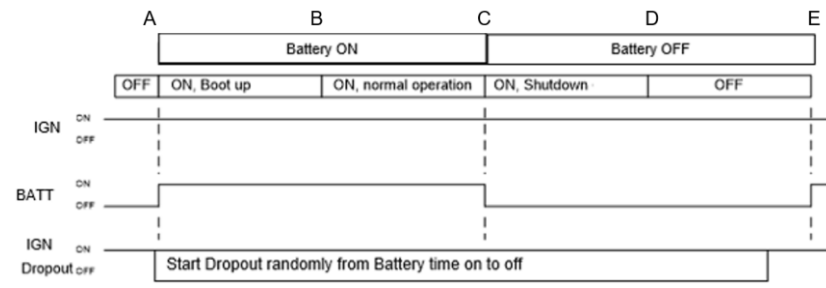 A B C D E
Battery ON Battery OFF
OFF ON, Boot up ON, normal operation ON, Shutdown OFF
IGN ON
OFF
BATT ON
OFF
IGN ON
Dropout OFF Start Dropout randomly from Battery time on to off